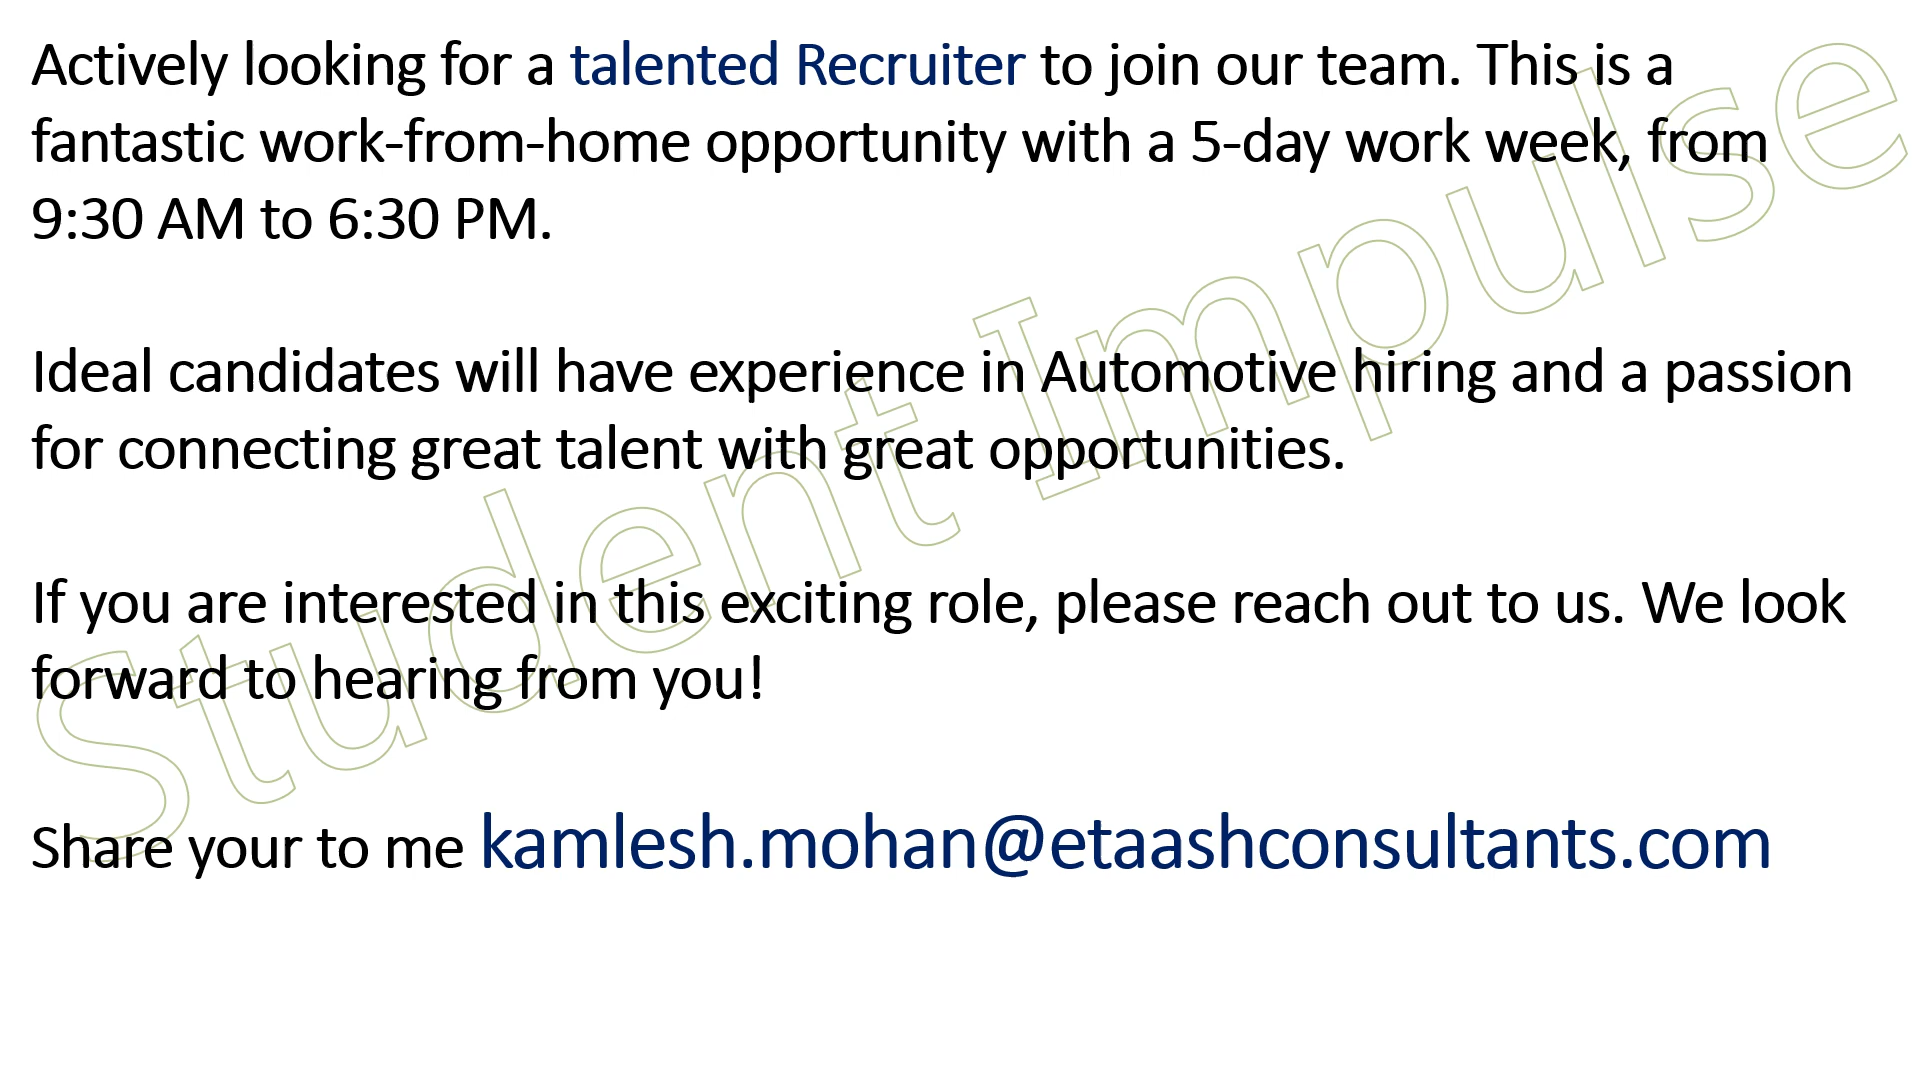 Actively looking for a talented Recruiter to join our team. This is a
fantastic work-from-home opportunity with a 5-day work week, from
9:30 AM to 6:30 PM.
Ideal candidates will have experience in Automotive hiring and a passion
for connecting great talent with great opportunities.
If you are interested in this exciting role, please reach out to us. We look
forward to hearing from you!
Share your to me kamlesh.mohan@etaashconsultants.com
Student Impulse